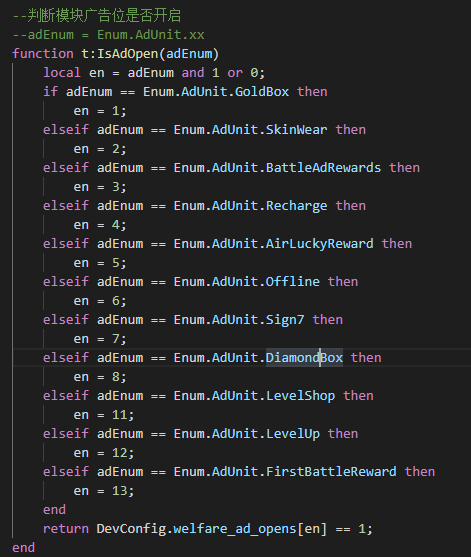 --判断模块广告位是否开启
--adEnum = Enum.AdUnit.xx
function t:IsAdOpen(adEnum)
    local en = adEnum and 1 or 0;
    if adEnum == Enum.AdUnit.GoldBox then
        en = 1;
    elseif adEnum == Enum.AdUnit.SkinWear then
        en = 2;
    elseif adEnum == Enum.AdUnit.BattleAdRewards then
        en = 3;
    elseif adEnum == Enum.AdUnit.Recharge then
        en = 4;
    elseif adEnum == Enum.AdUnit.AirLuckyReward then
        en = 5;
    elseif adEnum == Enum.AdUnit.Offline then
        en = 6;
    elseif adEnum == Enum.AdUnit.Sign7 then
        en = 7;
    elseif adEnum == Enum.AdUnit.DiamondBox then
        en = 8;
    elseif adEnum == Enum.AdUnit.LevelShop then
        en = 11;
    elseif adEnum == Enum.AdUnit.LevelUp then
        en = 12;
    elseif adEnum == Enum.AdUnit.FirstBattleReward then
        en = 13;
    end
    return DevConfig.welfare_ad_opens[en] == 1;
end